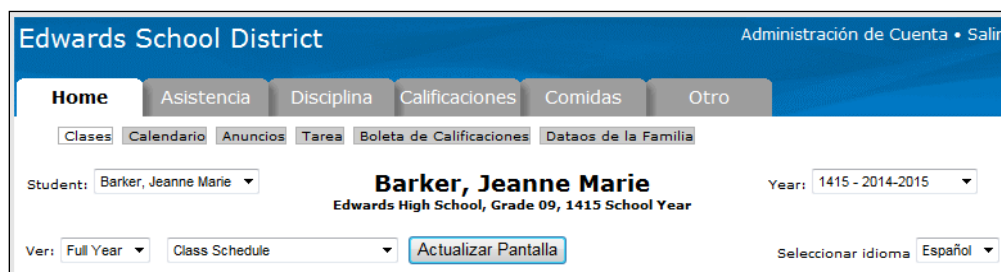 Edwards School District
Administración de Cuenta • Salir
Home Asistencia Disciplina Calificaciones Comidas Otro
Clases Calendario Anuncios Tarea Boleta de Calificaciones Dataos de la Familia
Student: Barker, Jeanne Marie Barker, Jeanne Marie Year: 1415 - 2014-2015
Edwards High School, Grade 09, 1415 School Year
Ver: Full Year Class Schedule Actualizar Pantalla Seleccionar idioma Español